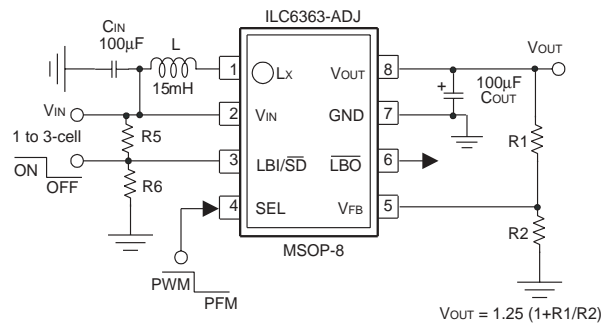 ILC6363-ADJ
CIN
100µF
L
15mH
1
LX
VOUT
8
VOUT
+
100µF
COUT
VIN
2
VIN
GND
7
1 to 3-cell
R5
R1
ON
OFF
3
LBI/SD
LBO
6
R6
4
SEL
VFB
5
R2
MSOP-8
PWM
PFM
VOUT = 1.25 (1+R1/R2)